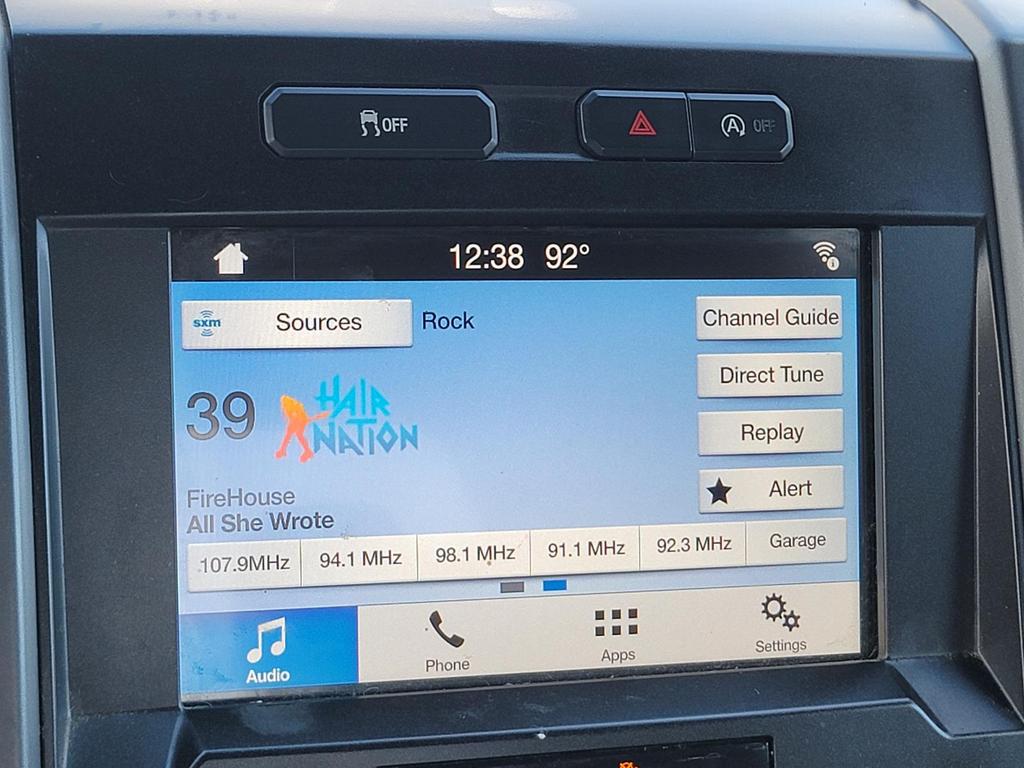 OFF
A OFF
12:38 92°
sxm Sources Rock
Channel Guide
Direct Tune
39 HAIR NATION
Replay
Alert
FireHouse
All She Wrote
107.9MHz 94.1 MHz 98.1 MHz 91.1 MHz 92.3 MHz Garage
Audio Phone Apps Settings